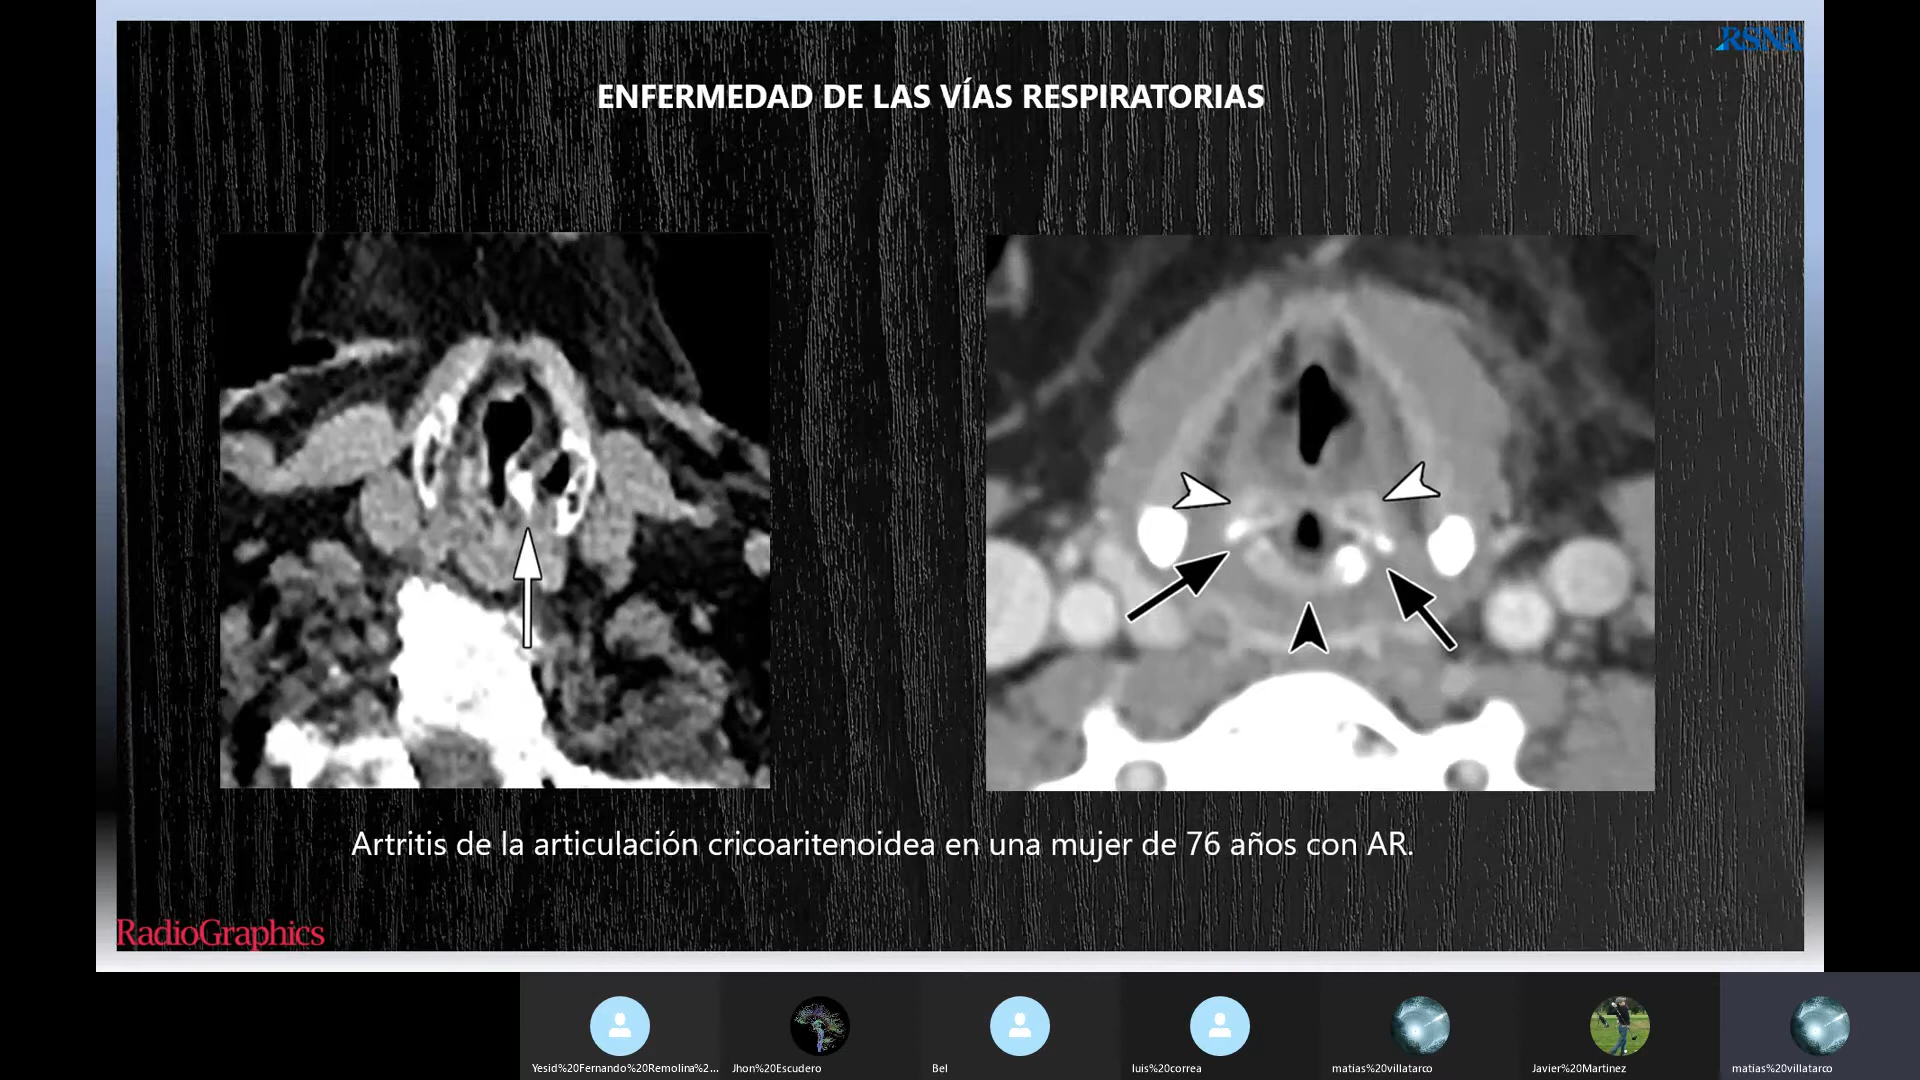 RSNA
ENFERMEDAD DE LAS VÍAS RESPIRATORIAS
Artritis de la articulación cricoaritenoidea en una mujer de 76 años con AR.
RadioGraphics
Yesid%20Fernando%20Remolina%2...
Jhon%20Escudero
Bel
luis%20correa
matias%20villatarco
Javier%20Martinez
matias%20villatarco